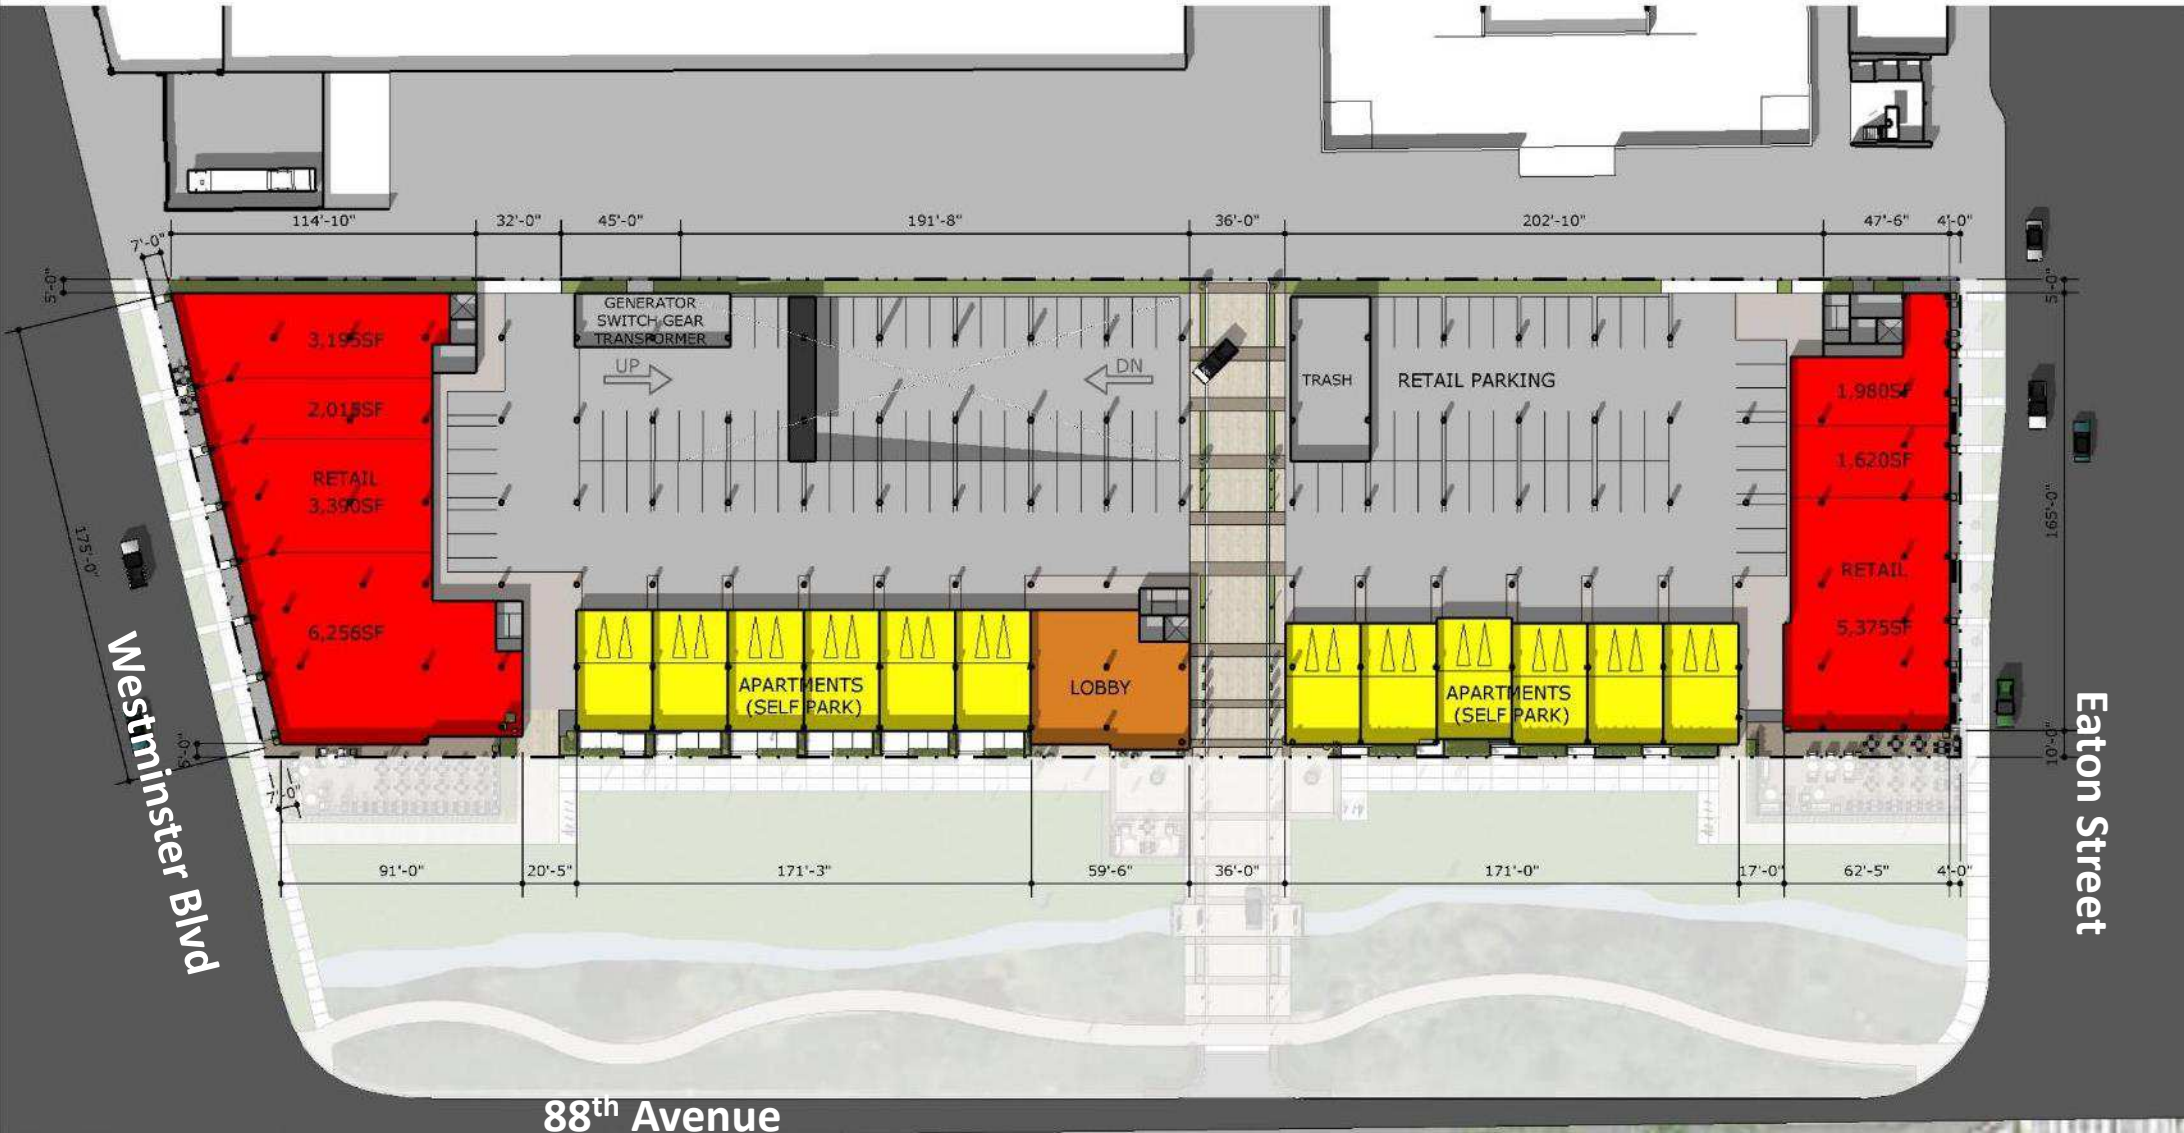 114'-10"
32'-0"
45'-0"
191'-8"
36'-0"
202'-10"
47'-6"
4'-0"
7'-0"
5'-0"
5'-0"
GENERATOR
SWITCH GEAR
TRANSFORMER
UP
DN
TRASH
RETAIL PARKING
3,195SF
2,015SF
RETAIL
3,390SF
6,256SF
1,980SF
1,620SF
RETAIL
5,375SF
175'-0"
165'-0"
APARTMENTS
(SELF PARK)
LOBBY
APARTMENTS
(SELF PARK)
10'-0"
7'-0"
91'-0"
20'-5"
171'-3"
59'-6"
36'-0"
171'-0"
17'-0"
62'-5"
4'-0"
Westminster Blvd
Eaton Street
88th Avenue